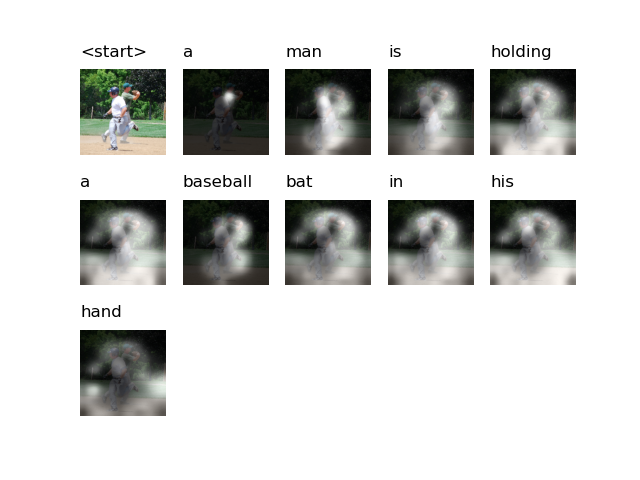 <start> a man is holding
a baseball bat in his
hand